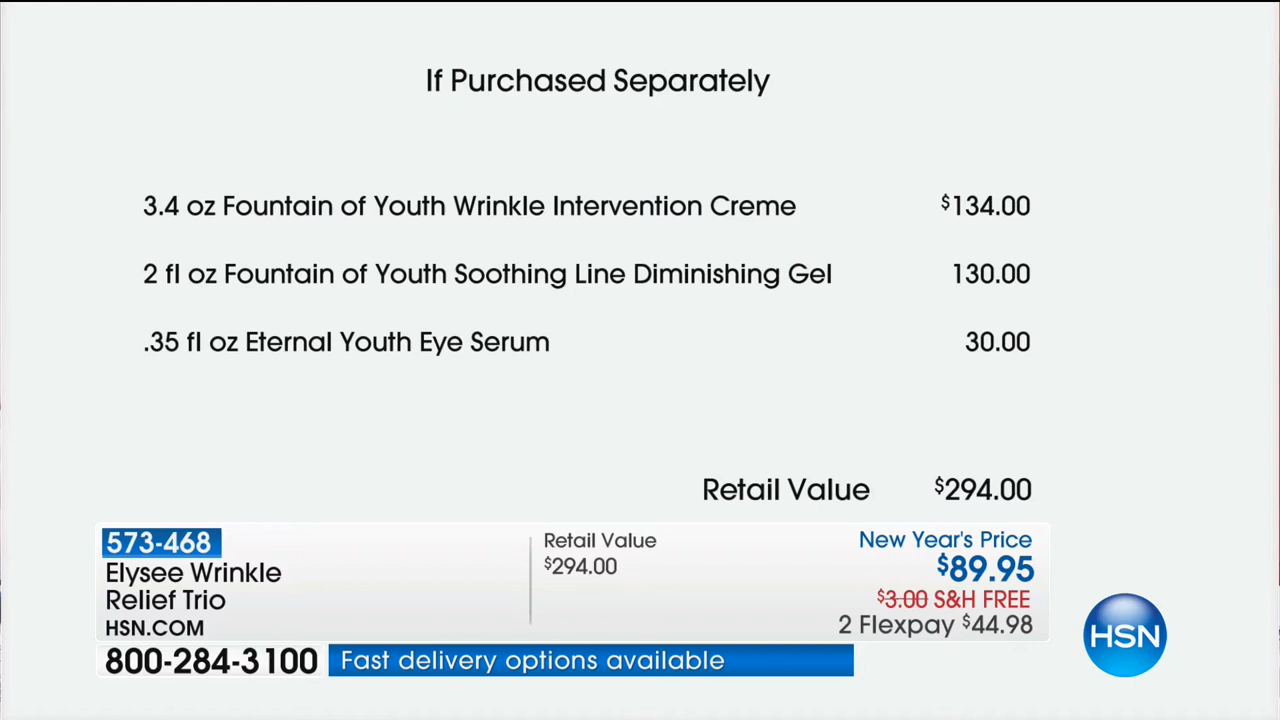 If Purchased Separately
3.4 oz Fountain of Youth Wrinkle Intervention Creme $134.00
2 fl oz Fountain of Youth Soothing Line Diminishing Gel 130.00
.35 fl oz Eternal Youth Eye Serum 30.00
Retail Value $294.00
573-468
Elysee Wrinkle
Relief Trio
HSN.COM
Retail Value
$294.00
New Year's Price
$89.95
$3.00 S&H FREE
2 Flexpay $44.98
HSN
800-284-3100 Fast delivery options available